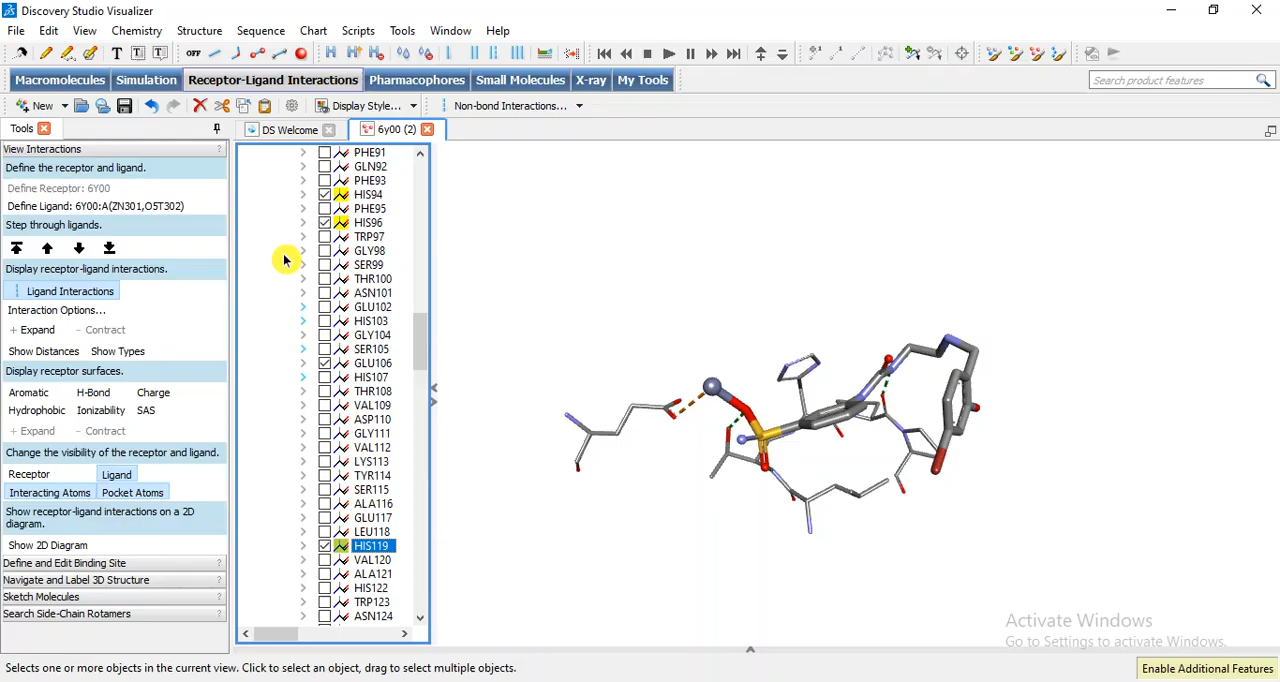 Discovery Studio Visualizer
File Edit View Chemistry Structure Sequence Chart Scripts Tools Window Help
OFF
Macromolecules Simulation Receptor-Ligand Interactions Pharmacophores Small Molecules X-ray My Tools
Search product features
New Display Style... Non-bond Interactions...
Tools DS Welcome 6y00 (2)
View Interactions ?
Define the receptor and ligand.
Define Receptor: 6Y00
Define Ligand: 6Y00:A(ZN301,O5T302)
Step through ligands.
Display receptor-ligand interactions.
Ligand Interactions
Interaction Options...
+ Expand - Contract
Show Distances Show Types
Display receptor surfaces.
Aromatic H-Bond Charge
Hydrophobic Ionizability SAS
+ Expand - Contract
Change the visibility of the receptor and ligand.
Receptor Ligand
Interacting Atoms Pocket Atoms
Show receptor-ligand interactions on a 2D
diagram.
Show 2D Diagram
Define and Edit Binding Site ?
Navigate and Label 3D Structure ?
Sketch Molecules ?
Search Side-Chain Rotamers ?
PHE91
GLN92
PHE93
HIS94
PHE95
HIS96
TRP97
GLY98
SER99
THR100
ASN101
GLU102
HIS103
GLY104
SER105
GLU106
HIS107
THR108
VAL109
ASP110
GLY111
VAL112
LYS113
TYR114
SER115
ALA116
GLU117
LEU118
HIS119
VAL120
ALA121
HIS122
TRP123
ASN124
Activate Windows
Go to Settings to activate Windows.
Selects one or more objects in the current view. Click to select an object, drag to select multiple objects.
Enable Additional Features